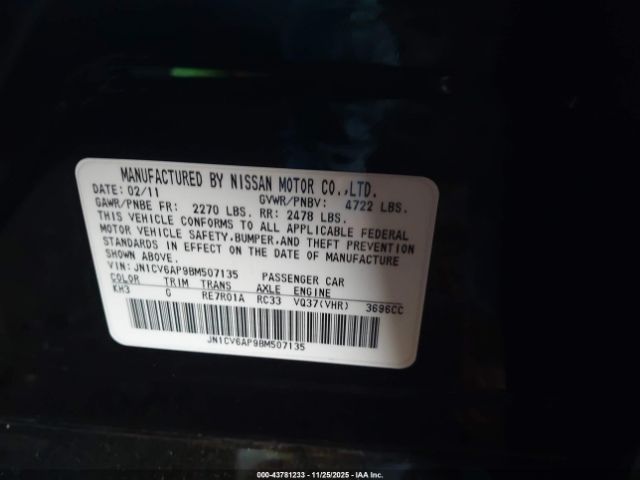 MANUFACTURED BY NISSAN MOTOR CO.,LTD.
DATE: 02/11 GVWR/PNBV: 4722 LBS.
GAWR/PNBE FR: 2270 LBS. RR: 2478 LBS.
THIS VEHICLE CONFORMS TO ALL APPLICABLE FEDERAL
MOTOR VEHICLE SAFETY,BUMPER,AND THEFT PREVENTION
STANDARDS IN EFFECT ON THE DATE OF MANUFACTURE
SHOWN ABOVE.
VIN: JN1CV6AP9BM507135 PASSENGER CAR
COLOR TRIM TRANS AXLE ENGINE
KH3 G RE7R01A RC33 VQ37(VHR) 3696CC
JN1CV6AP9BM507135
000-43781233 — 11/25/2025 — IAA Inc.